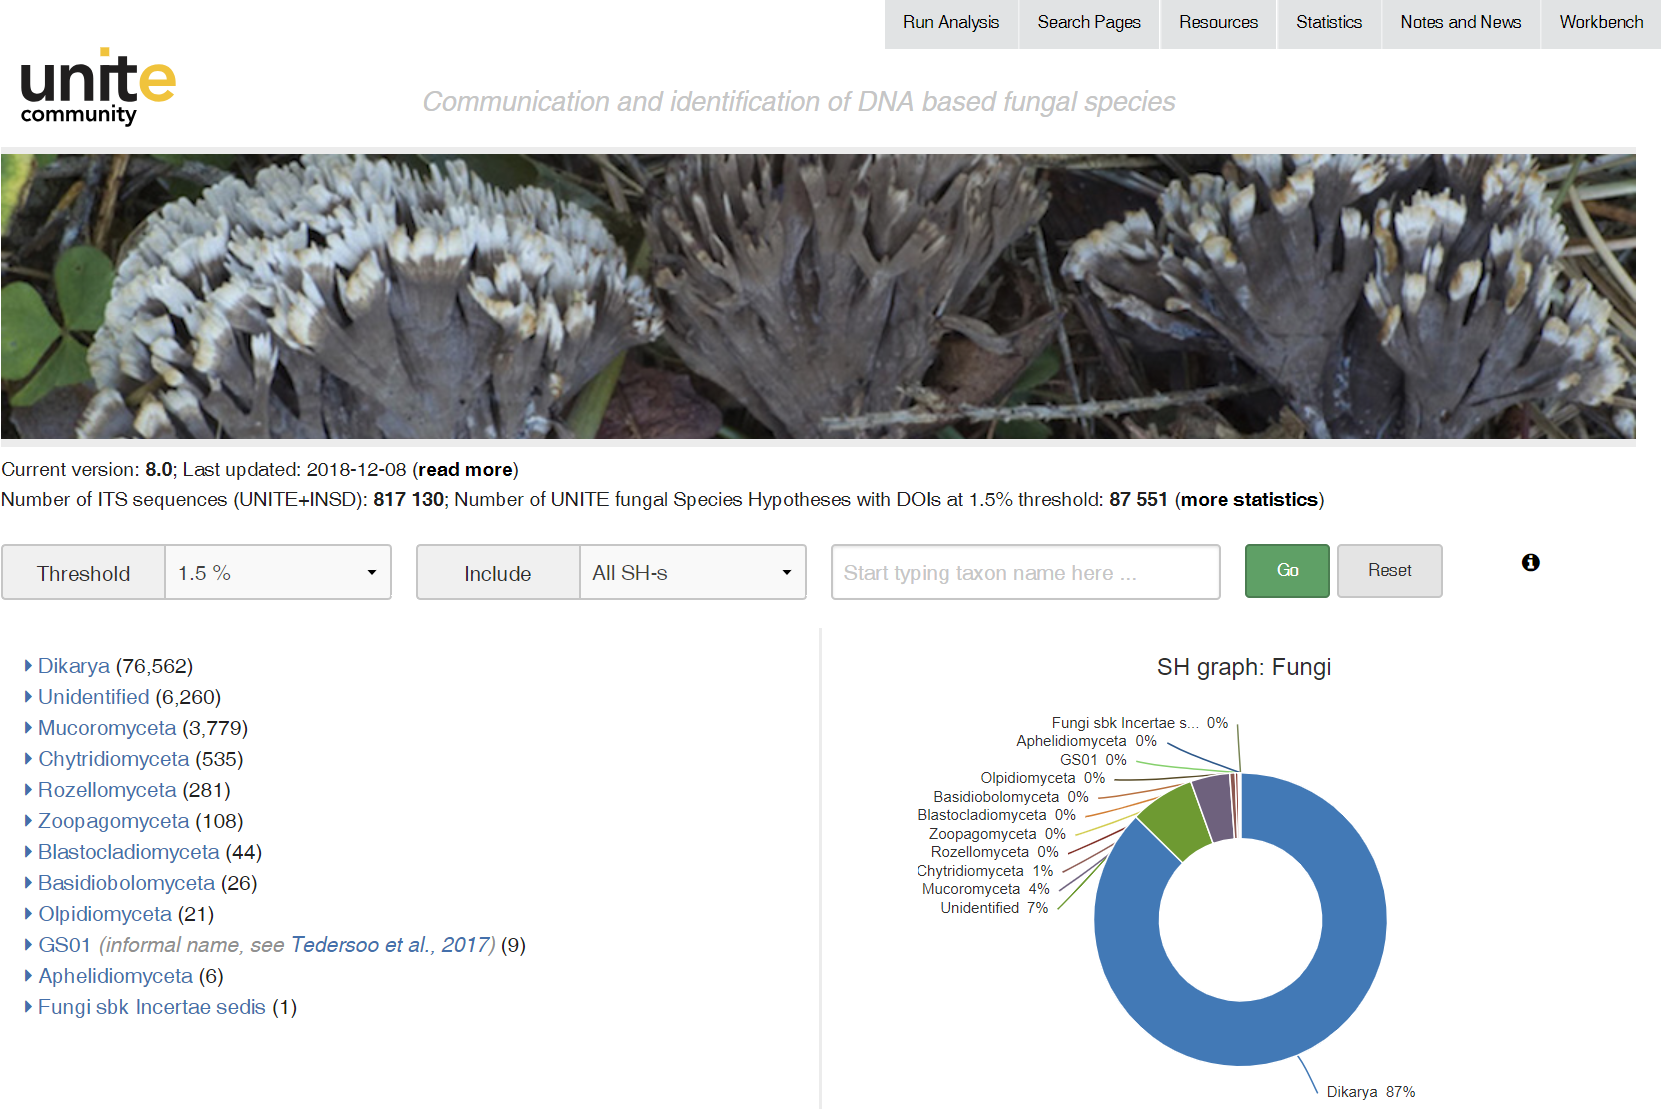 Run Analysis Search Pages Resources Statistics Notes and News Workbench
unite
community
Communication and identification of DNA based fungal species
Current version: 8.0; Last updated: 2018-12-08 (read more)
Number of ITS sequences (UNITE+INSD): 817 130; Number of UNITE fungal Species Hypotheses with DOIs at 1.5% threshold: 87 551 (more statistics)
Threshold 1.5 % Include All SH-s Start typing taxon name here ... Go Reset
Dikarya (76,562)
Unidentified (6,260)
Mucoromyceta (3,779)
Chytridiomyceta (535)
Rozellomyceta (281)
Zoopagomyceta (108)
Blastocladiomyceta (44)
Basidiobolomyceta (26)
Olpidiomyceta (21)
GS01 (informal name, see Tedersoo et al., 2017) (9)
Aphelidiomyceta (6)
Fungi sbk Incertae sedis (1)
SH graph: Fungi
Fungi sbk Incertae s... 0%
Aphelidiomyceta 0%
GS01 0%
Olpidiomyceta 0%
Basidiobolomyceta 0%
Blastocladiomyceta 0%
Zoopagomyceta 0%
Rozellomyceta 0%
Chytridiomyceta 1%
Mucoromyceta 4%
Unidentified 7%
Dikarya 87%